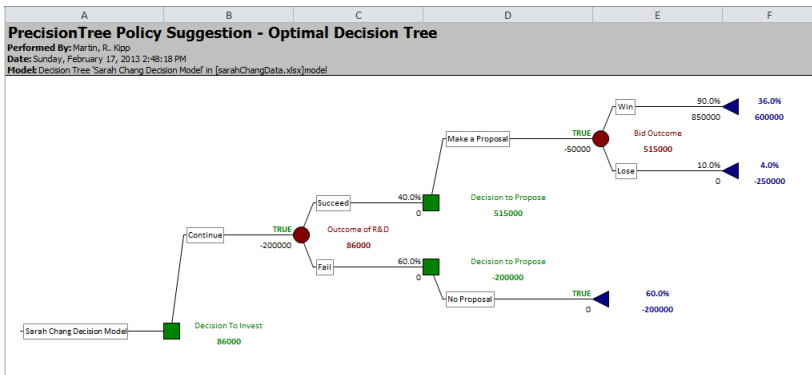 A B C D E F
PrecisionTree Policy Suggestion - Optimal Decision Tree
Performed By: Martin, R. Kipp
Date: Sunday, February 17, 2013 2:48:18 PM
Model: Decision Tree 'Sarah Chang Decision Model' in [sarahChangData.xlsx]model
90.0% 36.0%
Win
850000 600000
TRUE Bid Outcome
Make a Proposal
-50000 515000
10.0% 4.0%
Lose
0 -250000
40.0% Decision to Propose
Succeed
0 515000
TRUE Outcome of R&D
Continue
-200000 86000
60.0% Decision to Propose
Fail
0 -200000
TRUE 60.0%
No Proposal
0 -200000
Decision To Invest
Sarah Chang Decision Model
86000